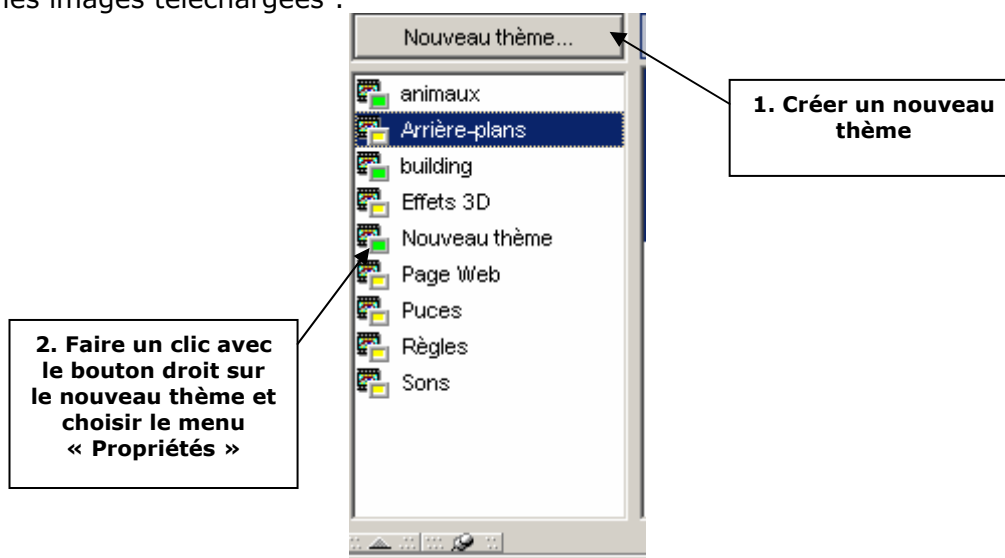 les images téléchargées :
Nouveau thème...
1. Créer un nouveau
thème
animaux
Arrière-plans
building
Effets 3D
Nouveau thème
Page Web
Puces
Règles
Sons
2. Faire un clic avec
le bouton droit sur
le nouveau thème et
choisir le menu
« Propriétés »